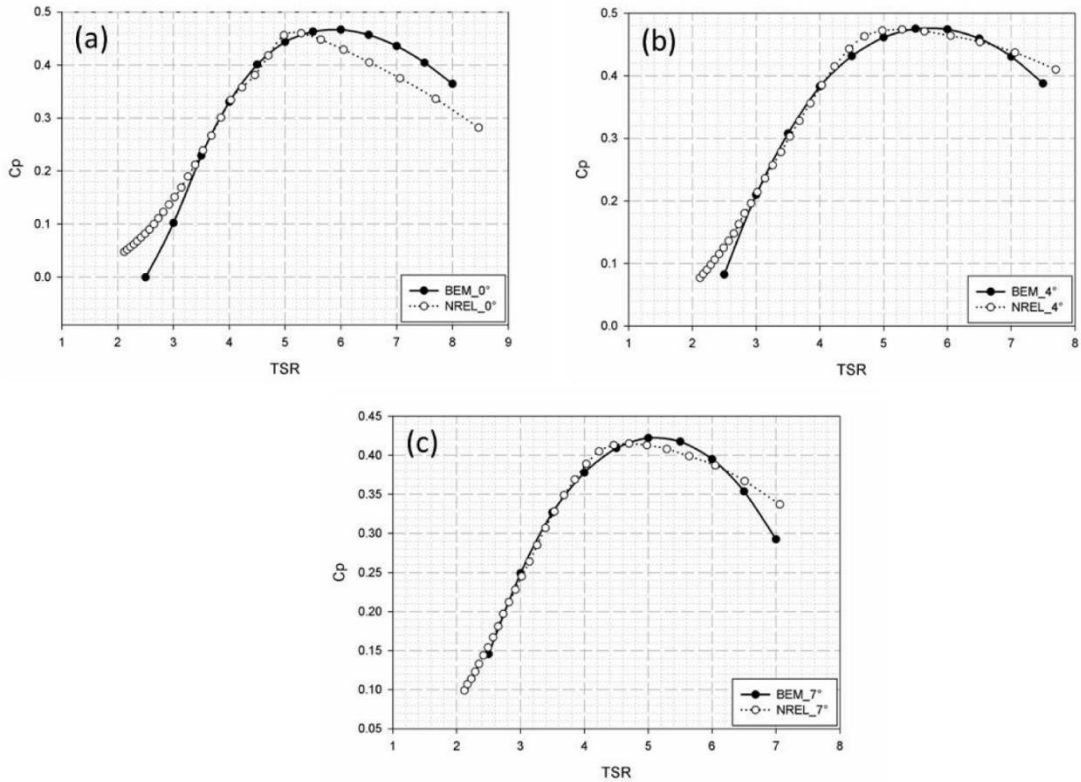 (a)
0.5
0.4
0.3
0.2
0.1
0.0
Cp
1 2 3 4 5 6 7 8 9
TSR
BEM_0°
NREL_0°
(b)
0.5
0.4
0.3
0.2
0.1
0.0
Cp
1 2 3 4 5 6 7 8
TSR
BEM_4°
NREL_4°
(c)
0.45
0.40
0.35
0.30
0.25
0.20
0.15
0.10
0.05
Cp
1 2 3 4 5 6 7 8
TSR
BEM_7°
NREL_7°